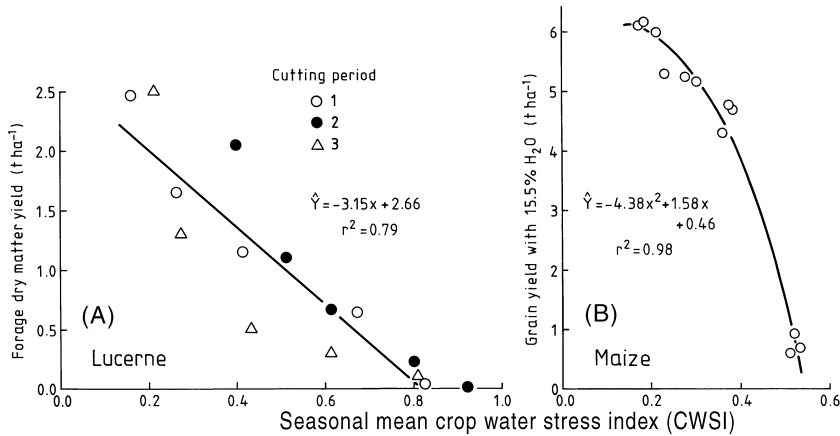 Cutting period
1
2
3
Forage dry matter yield (t ha⁻¹)
2.5
2.0
1.5
1.0
0.5
0.0
Ŷ=-3.15x+2.66
r²=0.79
(A)
Lucerne
0.0 0.2 0.4 0.6 0.8 1.0
Grain yield with 15.5% H₂O (t ha⁻¹)
6
5
4
3
2
1
0
Ŷ=-4.38x²+1.58x
+0.46
r²=0.98
(B)
Maize
0.0 0.2 0.4 0.6
Seasonal mean crop water stress index (CWSI)